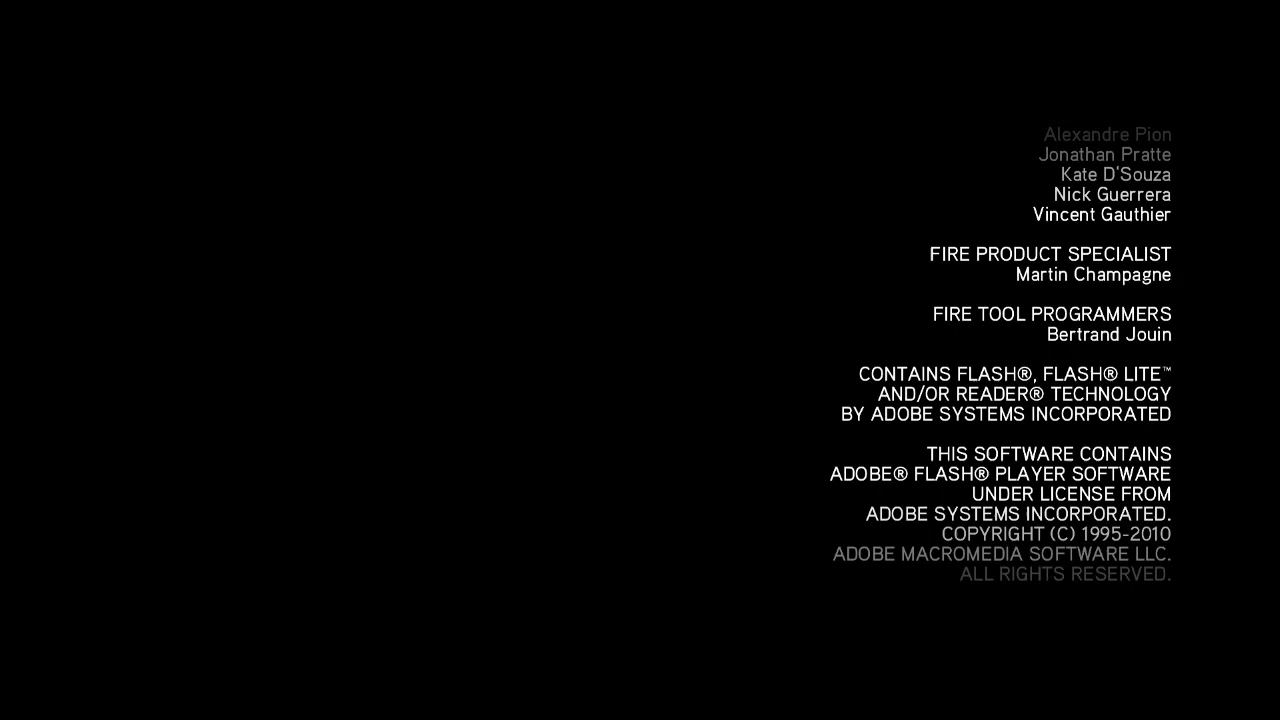 Alexandre Pion
Jonathan Pratte
Kate D'Souza
Nick Guerrera
Vincent Gauthier
FIRE PRODUCT SPECIALIST
Martin Champagne
FIRE TOOL PROGRAMMERS
Bertrand Jouin
CONTAINS FLASH®, FLASH® LITE™
AND/OR READER® TECHNOLOGY
BY ADOBE SYSTEMS INCORPORATED
THIS SOFTWARE CONTAINS
ADOBE® FLASH® PLAYER SOFTWARE
UNDER LICENSE FROM
ADOBE SYSTEMS INCORPORATED.
COPYRIGHT (C) 1995-2010
ADOBE MACROMEDIA SOFTWARE LLC.
ALL RIGHTS RESERVED.